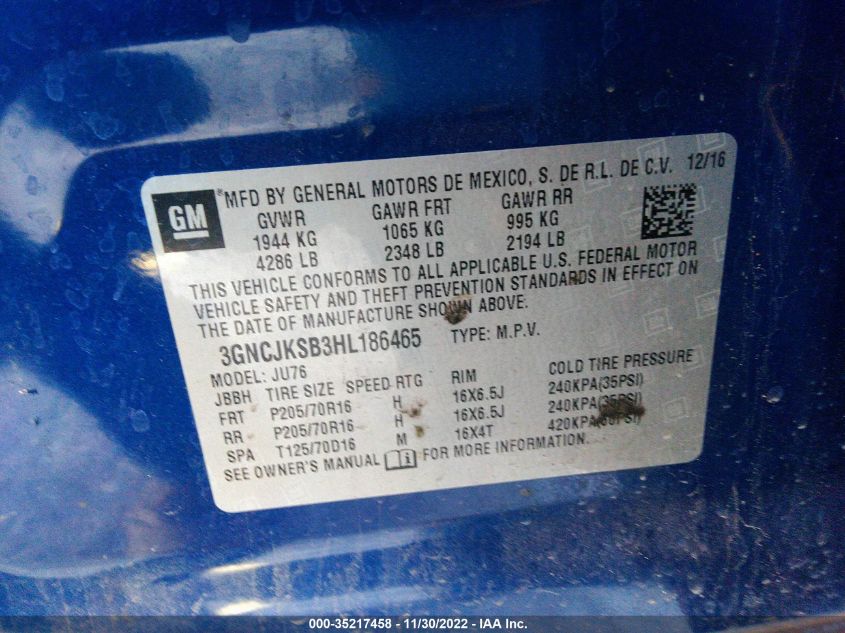 GM
®MFD BY GENERAL MOTORS DE MEXICO, S. DE R.L. DE C.V. 12/16
GVWR GAWR FRT GAWR RR
1944 KG 1065 KG 995 KG
4286 LB 2348 LB 2194 LB
THIS VEHICLE CONFORMS TO ALL APPLICABLE U.S. FEDERAL MOTOR
VEHICLE SAFETY AND THEFT PREVENTION STANDARDS IN EFFECT ON
THE DATE OF MANUFACTURE SHOWN ABOVE.
3GNCJKSB3HL186465 TYPE: M.P.V.
MODEL: JU76
JBBH TIRE SIZE SPEED RTG RIM COLD TIRE PRESSURE
FRT P205/70R16 H 16X6.5J 240KPA(35PSI)
RR P205/70R16 H 16X6.5J 240KPA(35PSI)
SPA T125/70D16 M 16X4T 420KPA(60PSI)
SEE OWNER'S MANUAL FOR MORE INFORMATION.
000-35217458 - 11/30/2022 - IAA Inc.